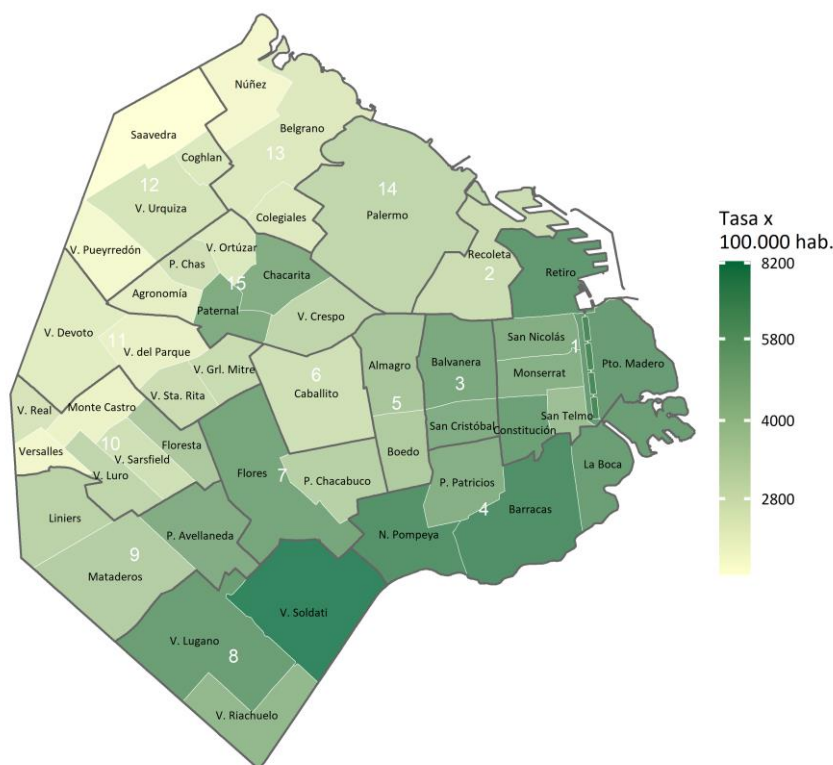 Núñez
Saavedra
Belgrano
Coghlan
13
12
V. Urquiza
14
Palermo
Colegiales
V. Pueyrredón
V. Ortúzar
P. Chas
Chacarita
15
Agronomía
Paternal
V. Crespo
Recoleta
2
Retiro
V. Devoto
11
V. del Parque
V. Grl. Mitre
V. Sta. Rita
6
Caballito
Almagro
5
Balvanera
3
San Nicolás
1
Monserrat
Pto. Madero
San Telmo
San Cristóbal
Constitución
V. Real
Monte Castro
Versalles
10
Floresta
V. Sarsfield
V. Luro
Flores
7
Boedo
P. Chacabuco
P. Patricios
4
Barracas
La Boca
N. Pompeya
Liniers
P. Avellaneda
9
Mataderos
V. Soldati
V. Lugano
8
V. Riachuelo
Tasa x
100.000 hab.
8200
5800
4000
2800